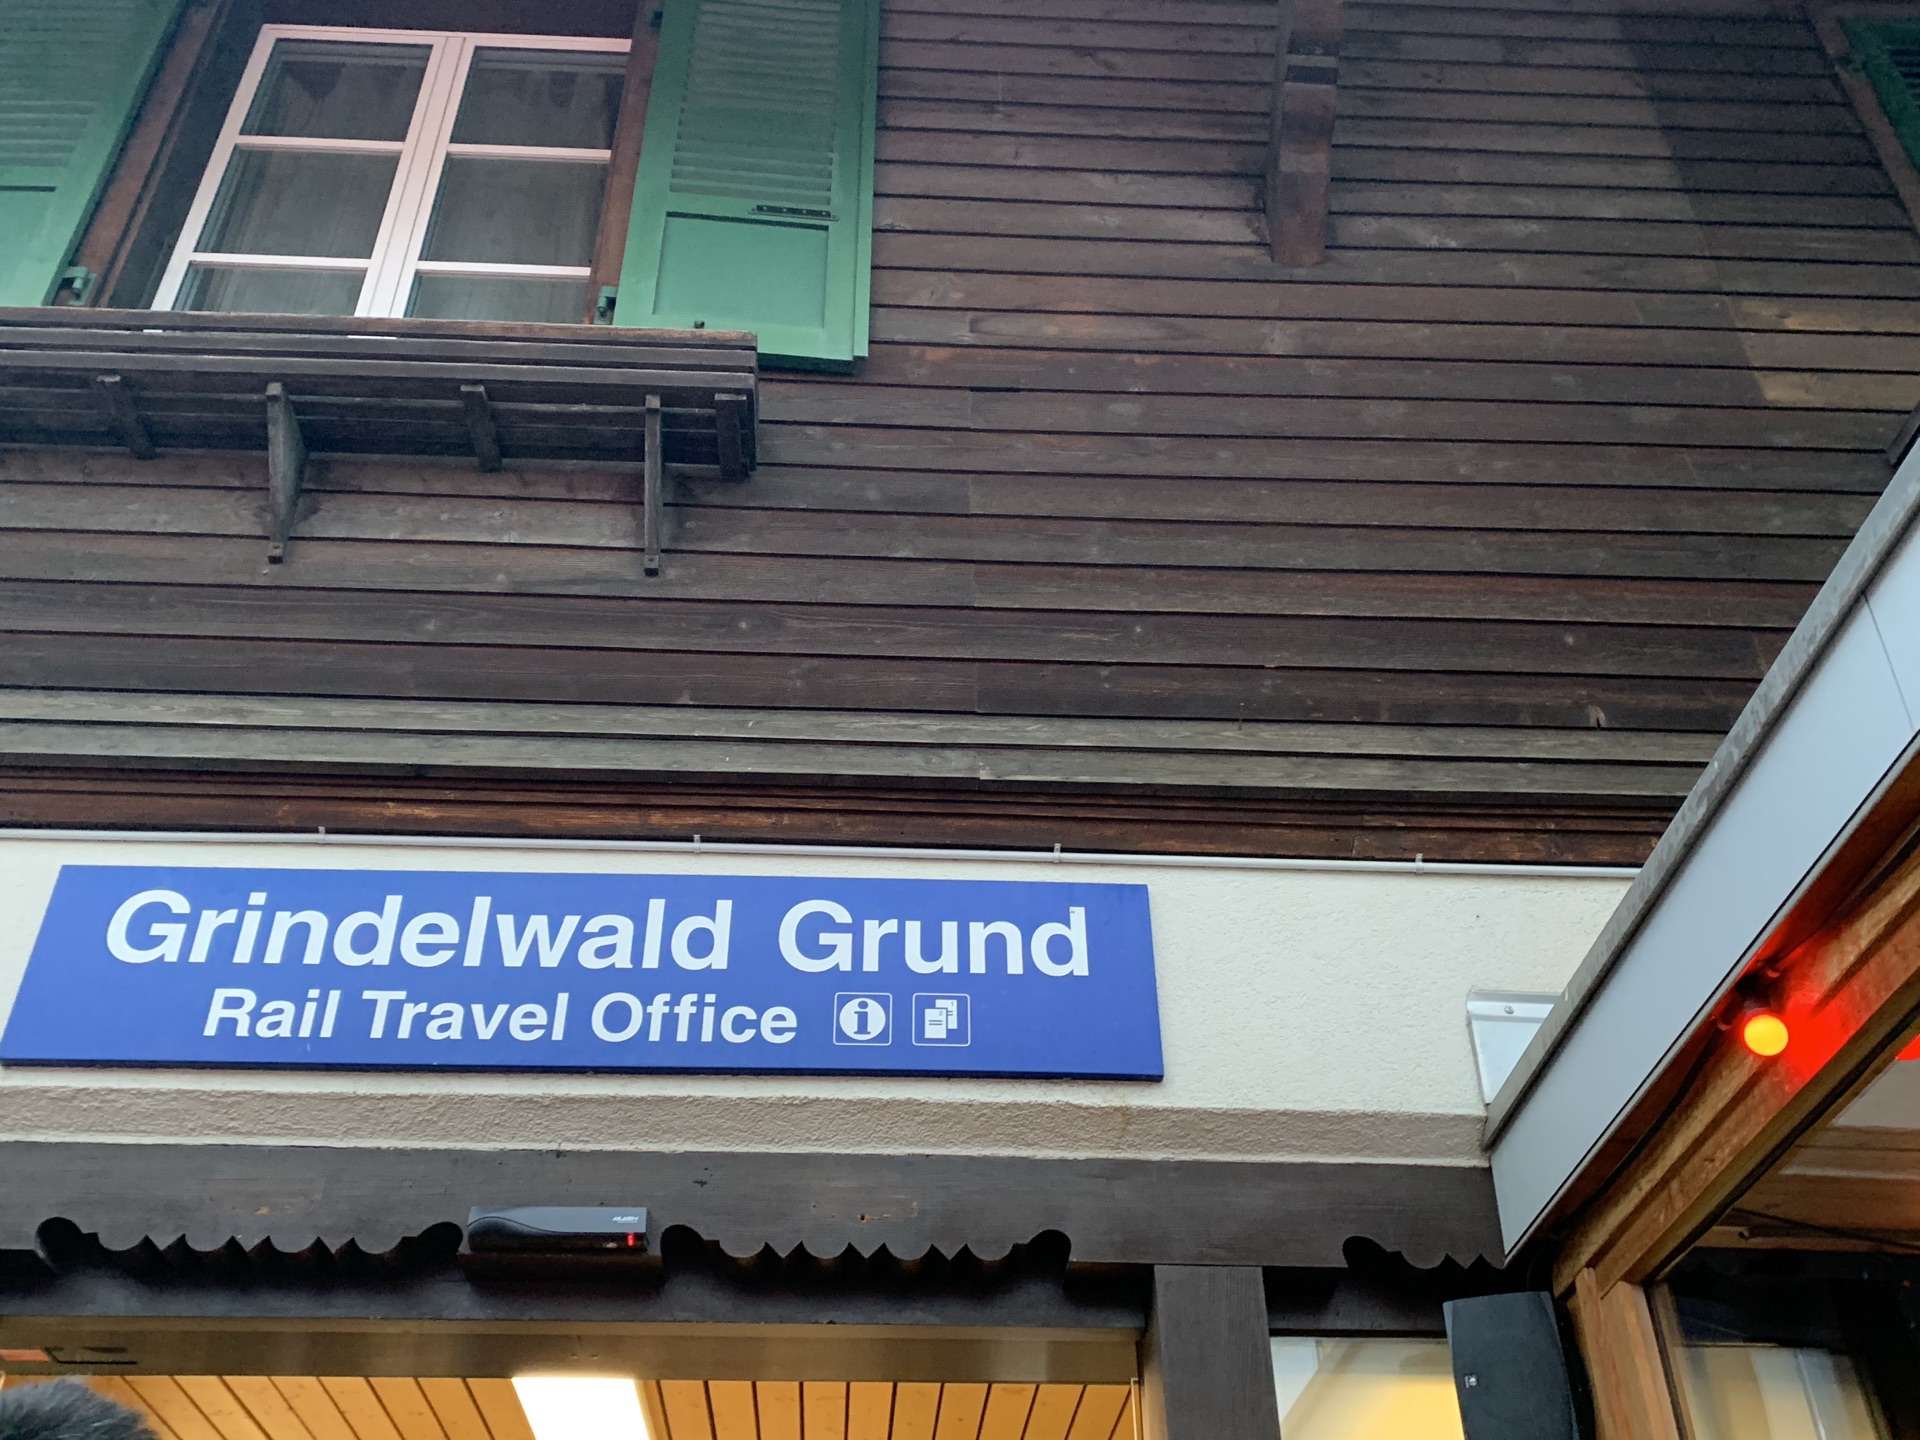 Grindelwald Grund
Rail Travel Office